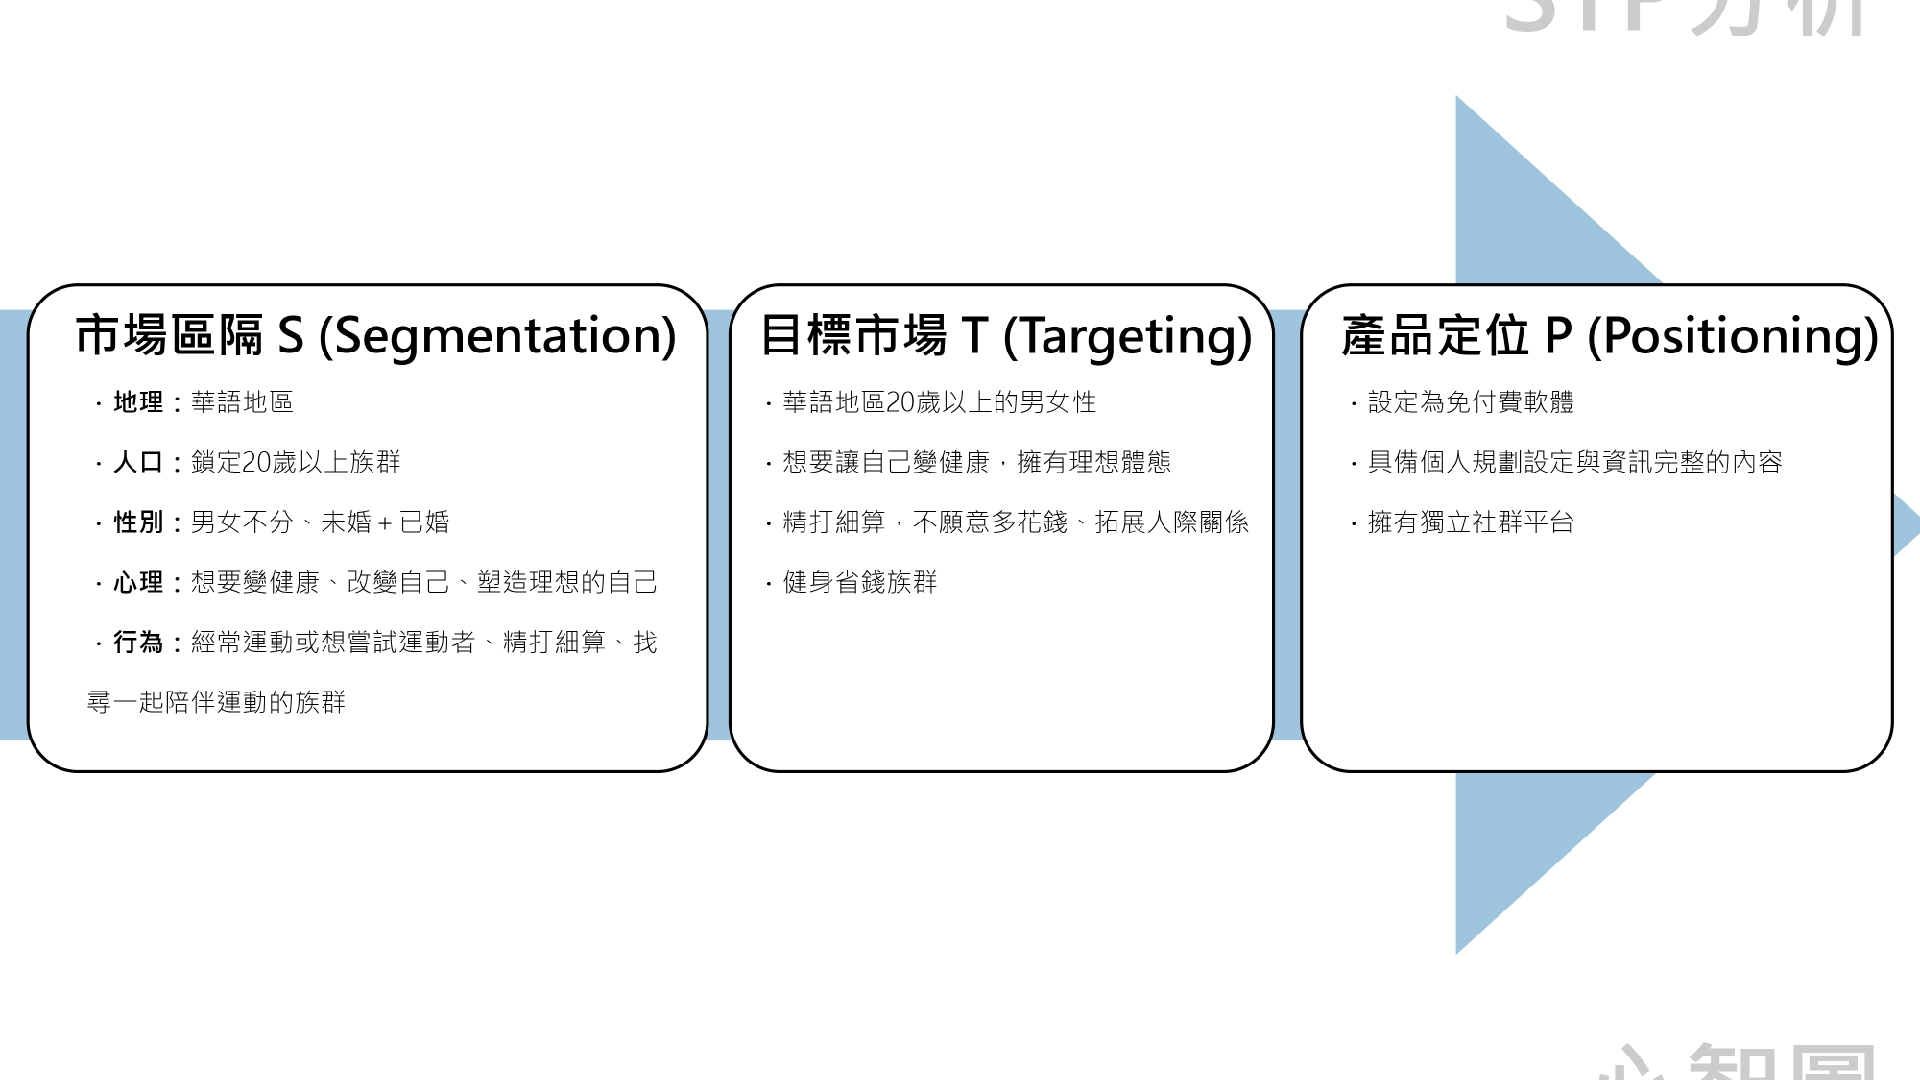 STP分析
市場區隔 S (Segmentation)
・地理：華語地區
・人口：鎖定20歲以上族群
・性別：男女不分、未婚＋已婚
・心理：想要變健康、改變自己、塑造理想的自己
・行為：經常運動或想嘗試運動者、精打細算、找
尋一起陪伴運動的族群
目標市場 T (Targeting)
・華語地區20歲以上的男女性
・想要讓自己變健康，擁有理想體態
・精打細算，不願意多花錢、拓展人際關係
・健身省錢族群
產品定位 P (Positioning)
・設定為免付費軟體
・具備個人規劃設定與資訊完整的內容
・擁有獨立社群平台
心智圖